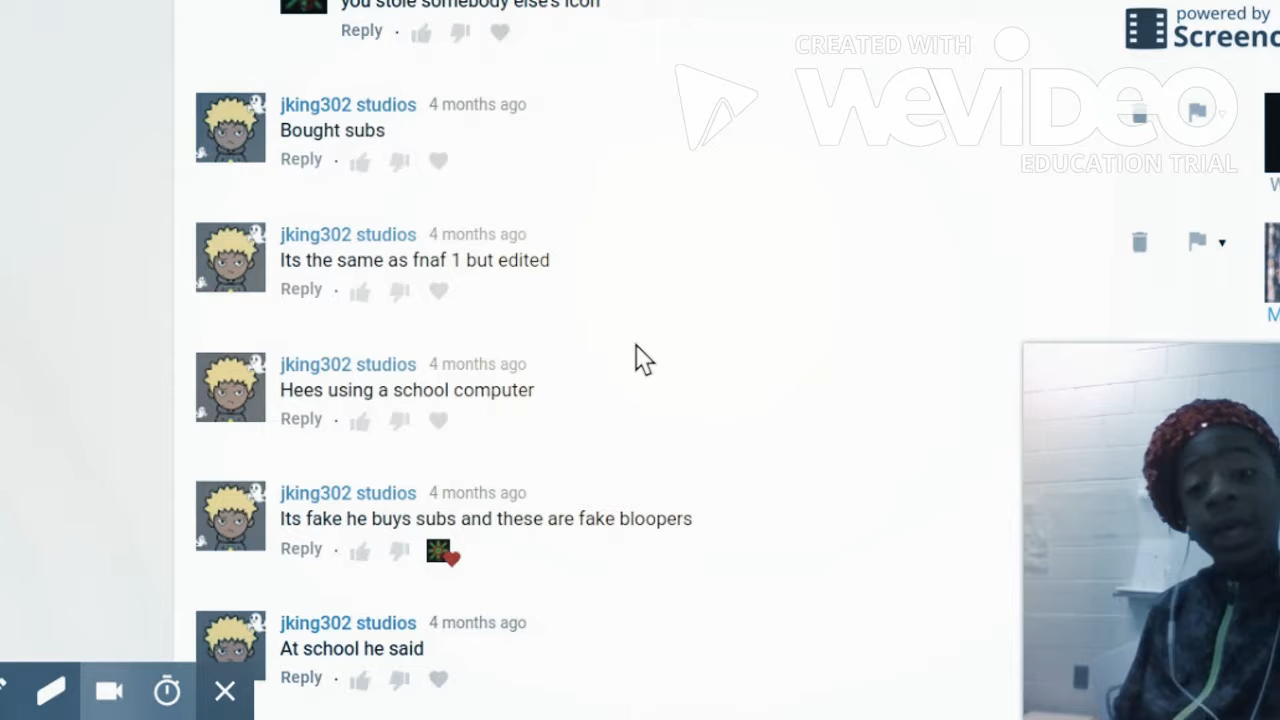 you stole somebody else's icon
Reply ·
powered by
Screenc
CREATED WITH
WEVIDEO
EDUCATION TRIAL
jking302 studios 4 months ago
Bought subs
Reply ·
jking302 studios 4 months ago
Its the same as fnaf 1 but edited
Reply ·
jking302 studios 4 months ago
Hees using a school computer
Reply ·
jking302 studios 4 months ago
Its fake he buys subs and these are fake bloopers
Reply ·
jking302 studios 4 months ago
At school he said
Reply ·